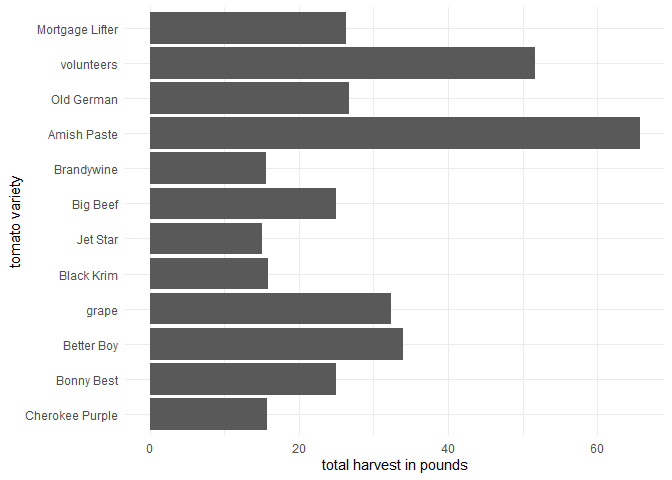 Mortgage Lifter
volunteers
Old German
Amish Paste
Brandywine
Big Beef
Jet Star
Black Krim
grape
Better Boy
Bonny Best
Cherokee Purple
tomato variety
0 20 40 60
total harvest in pounds